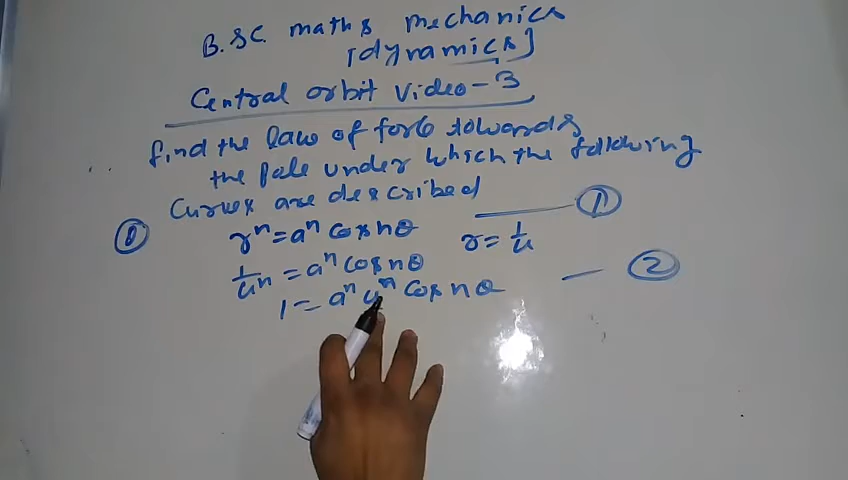 B.SC. maths mechanics
[dynamics]
Central orbit video-3
find the law of force towards
the pole under which the following
curves are described
① rⁿ = aⁿ cos nθ —— ①
r = 1/u
1/uⁿ = aⁿ cos nθ
1 = aⁿ uⁿ cos nθ — ②